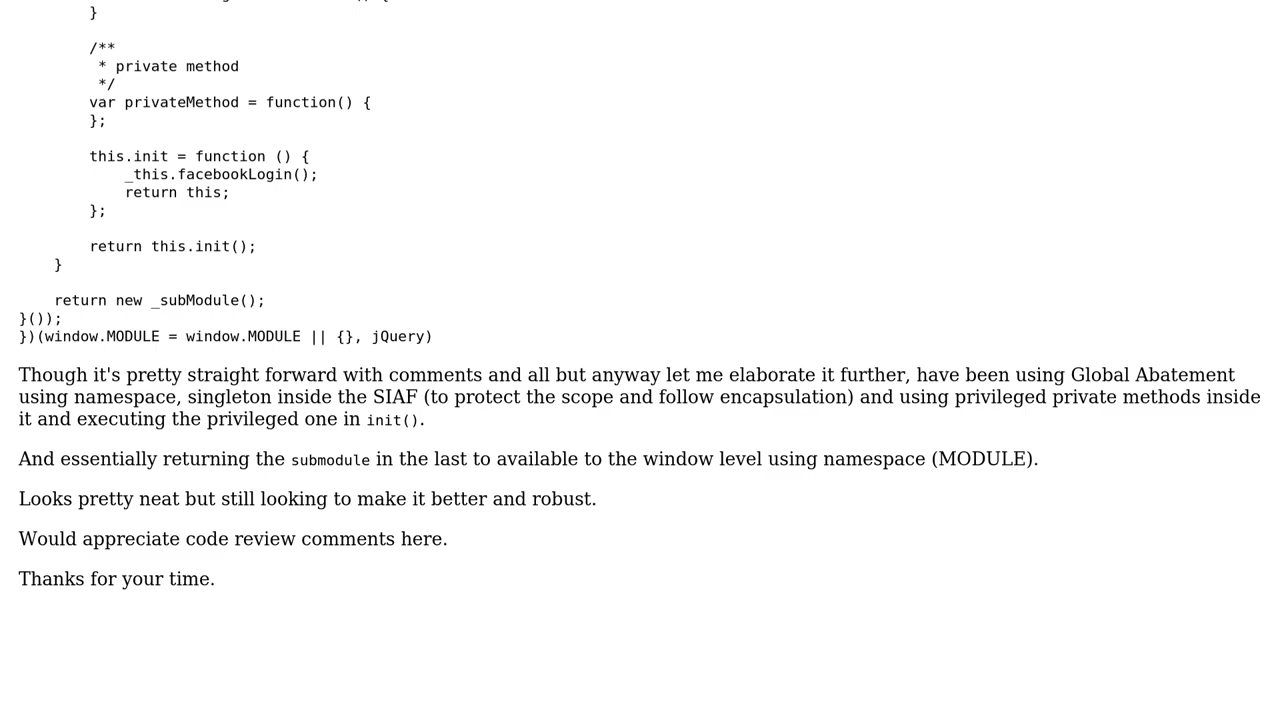 }

        /**
         * private method
         */
        var privateMethod = function() {
        };

        this.init = function () {
            _this.facebookLogin();
            return this;
        };

        return this.init();
    }

    return new _subModule();
}());
})(window.MODULE = window.MODULE || {}, jQuery)
Though it's pretty straight forward with comments and all but anyway let me elaborate it further, have been using Global Abatement
using namespace, singleton inside the SIAF (to protect the scope and follow encapsulation) and using privileged private methods inside
it and executing the privileged one in init().
And essentially returning the submodule in the last to available to the window level using namespace (MODULE).
Looks pretty neat but still looking to make it better and robust.
Would appreciate code review comments here.
Thanks for your time.